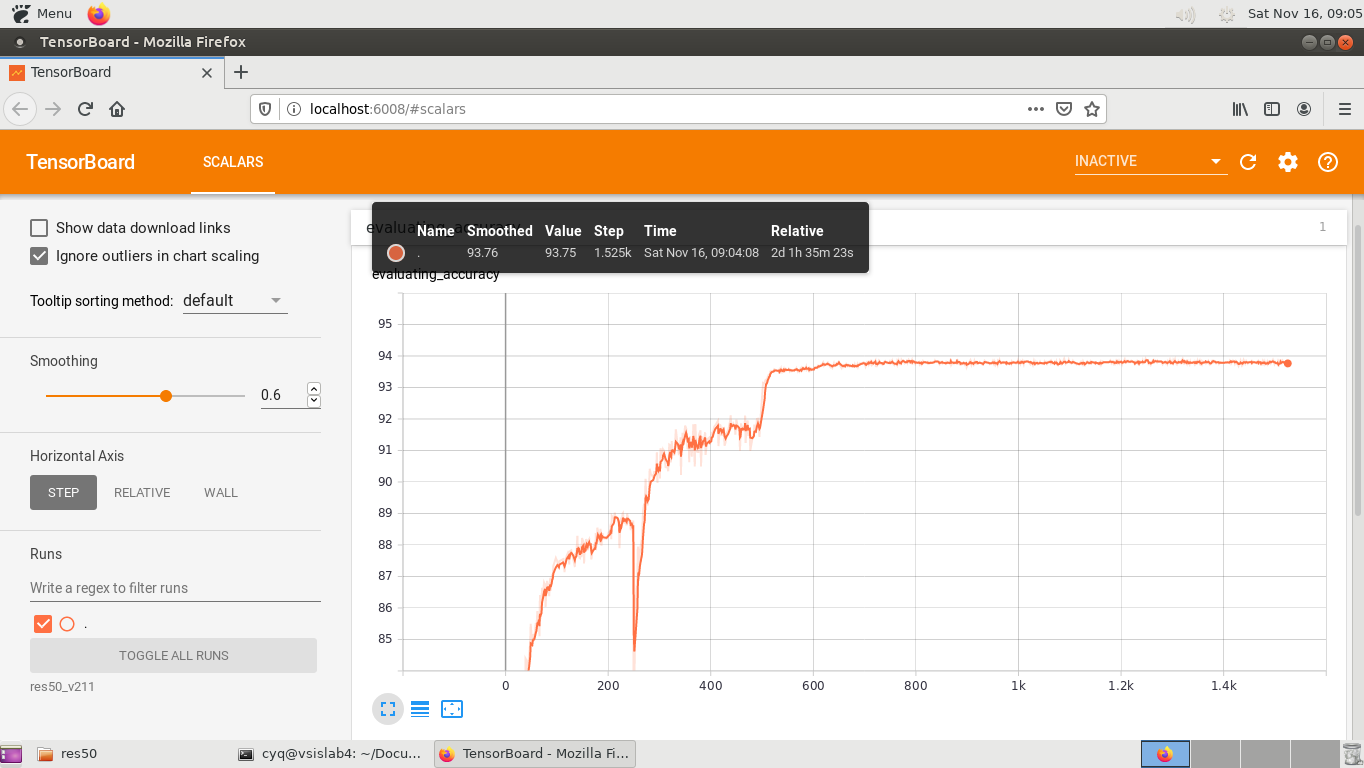 Menu
Sat Nov 16, 09:05
TensorBoard - Mozilla Firefox
TensorBoard
localhost:6008/#scalars
TensorBoard
SCALARS
INACTIVE
Show data download links
Ignore outliers in chart scaling
Tooltip sorting method: default
Smoothing
0.6
Horizontal Axis
STEP RELATIVE WALL
Runs
Write a regex to filter runs
.
TOGGLE ALL RUNS
res50_v211
1
Name Smoothed Value Step Time Relative
. 93.76 93.75 1.525k Sat Nov 16, 09:04:08 2d 1h 35m 23s
evaluating_accuracy
95
94
93
92
91
90
89
88
87
86
85
0 200 400 600 800 1k 1.2k 1.4k
res50
cyq@vsislab4: ~/Docu...
TensorBoard - Mozilla Fi...